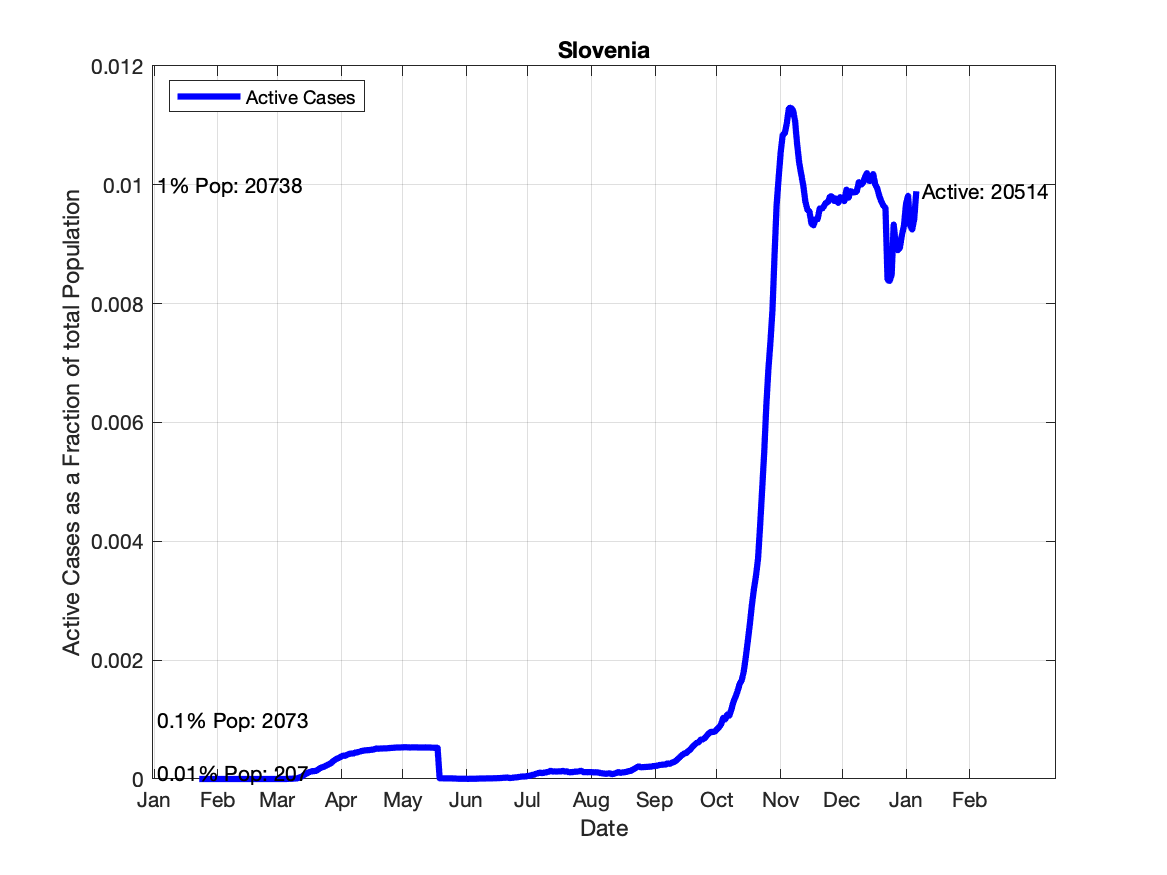 Slovenia
Active Cases
0.012
0.01
0.008
0.006
0.004
0.002
0
Active Cases as a Fraction of total Population
1% Pop: 20738
Active: 20514
0.1% Pop: 2073
0.01% Pop: 207
Jan Feb Mar Apr May Jun Jul Aug Sep Oct Nov Dec Jan Feb
Date